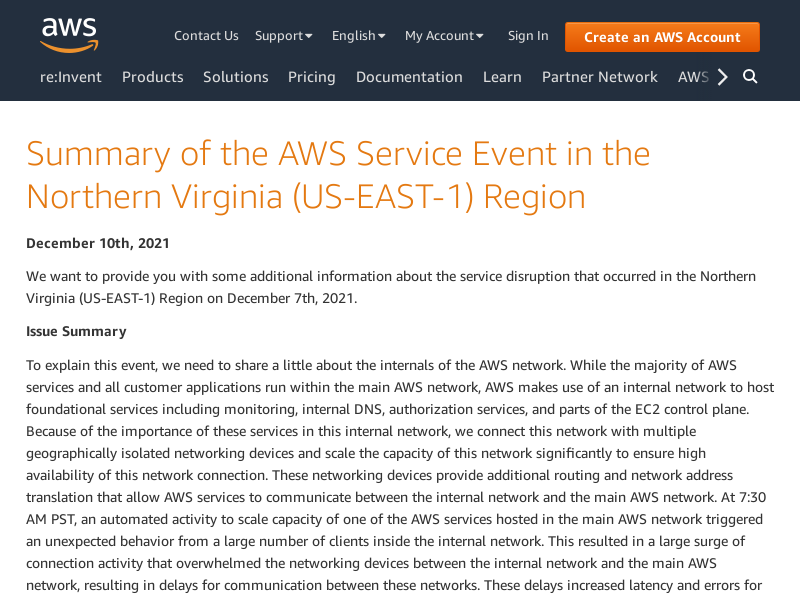 aws
Contact Us Support English My Account Sign In Create an AWS Account
re:Invent Products Solutions Pricing Documentation Learn Partner Network AWS
Summary of the AWS Service Event in the
Northern Virginia (US-EAST-1) Region
December 10th, 2021
We want to provide you with some additional information about the service disruption that occurred in the Northern
Virginia (US-EAST-1) Region on December 7th, 2021.
Issue Summary
To explain this event, we need to share a little about the internals of the AWS network. While the majority of AWS
services and all customer applications run within the main AWS network, AWS makes use of an internal network to host
foundational services including monitoring, internal DNS, authorization services, and parts of the EC2 control plane.
Because of the importance of these services in this internal network, we connect this network with multiple
geographically isolated networking devices and scale the capacity of this network significantly to ensure high
availability of this network connection. These networking devices provide additional routing and network address
translation that allow AWS services to communicate between the internal network and the main AWS network. At 7:30
AM PST, an automated activity to scale capacity of one of the AWS services hosted in the main AWS network triggered
an unexpected behavior from a large number of clients inside the internal network. This resulted in a large surge of
connection activity that overwhelmed the networking devices between the internal network and the main AWS
network, resulting in delays for communication between these networks. These delays increased latency and errors for